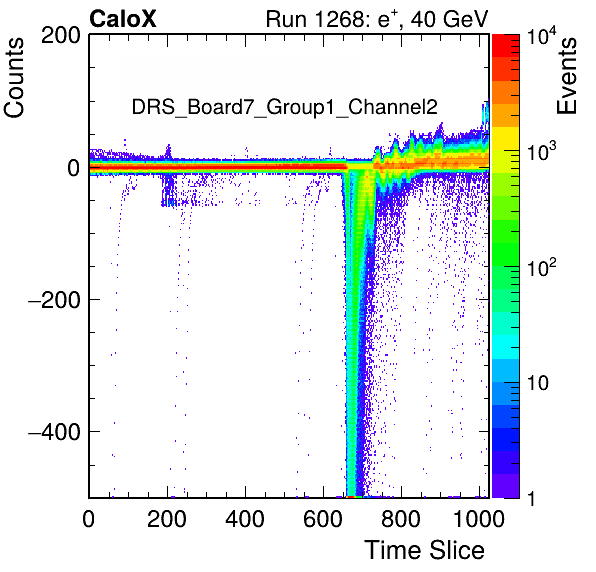 CaloX Run 1268: e⁺, 40 GeV
Counts
Events
DRS_Board7_Group1_Channel2
200
0
−200
−400
0 200 400 600 800 1000
Time Slice
10⁴
10³
10²
10
1